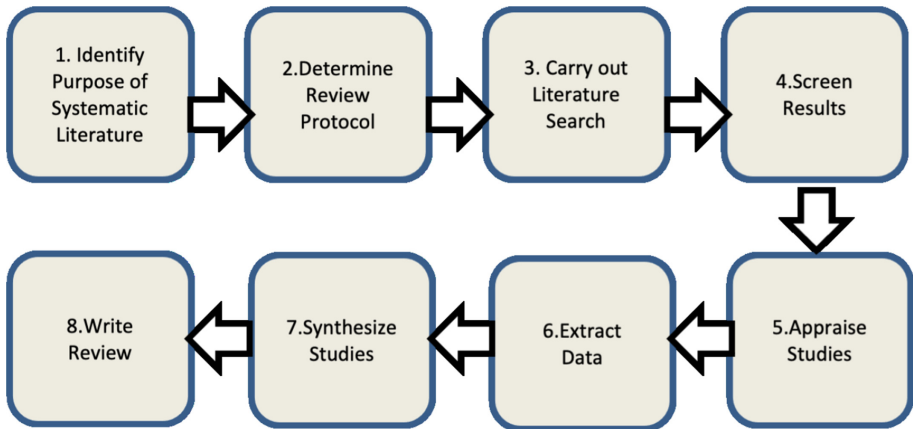 1. Identify
Purpose of
Systematic
Literature
2.Determine
Review
Protocol
3. Carry out
Literature
Search
4.Screen
Results
5.Appraise
Studies
6.Extract
Data
7.Synthesize
Studies
8.Write
Review